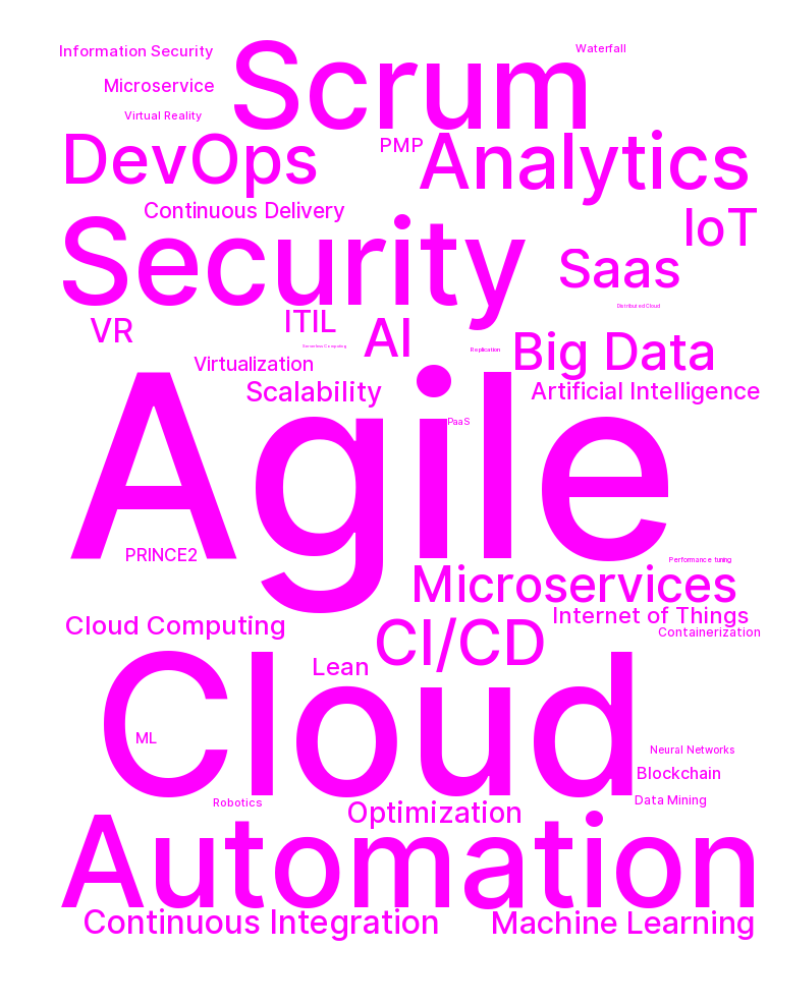 Information Security
Scrum
Waterfall
Microservice
Virtual Reality
DevOps
PMP
Analytics
Continuous Delivery
IoT
Security
Saas
Distributed Cloud
VR
ITIL
AI
Serverless Computing
Replication
Big Data
Virtualization
Scalability
Artificial Intelligence
Agile
PaaS
PRINCE2
Performance tuning
Microservices
Internet of Things
Cloud Computing
CI/CD
Containerization
Lean
Cloud
ML
Neural Networks
Blockchain
Robotics
Data Mining
Optimization
Automation
Continuous Integration
Machine Learning